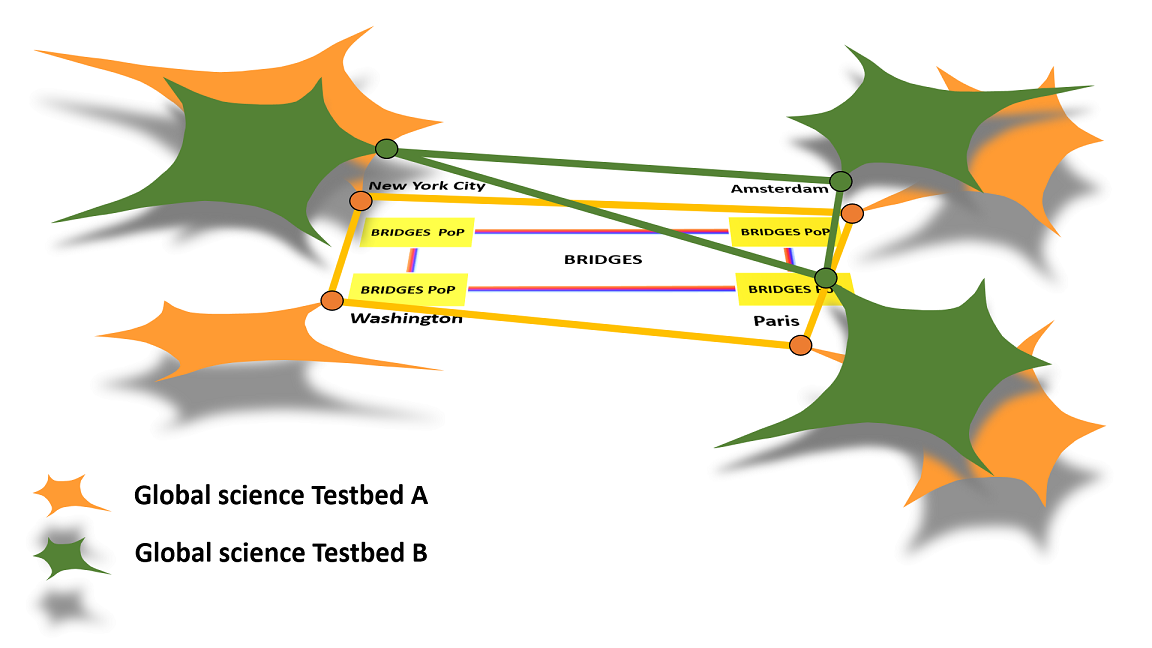 New York City
Amsterdam
BRIDGES PoP
BRIDGES PoP
BRIDGES
BRIDGES PoP
BRIDGES
Washington
Paris
Global science Testbed A
Global science Testbed B